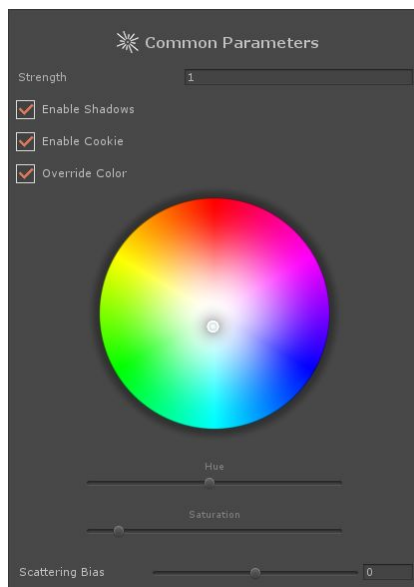 Common Parameters
Strength 1
Enable Shadows
Enable Cookie
Override Color
Hue
Saturation
Scattering Bias 0